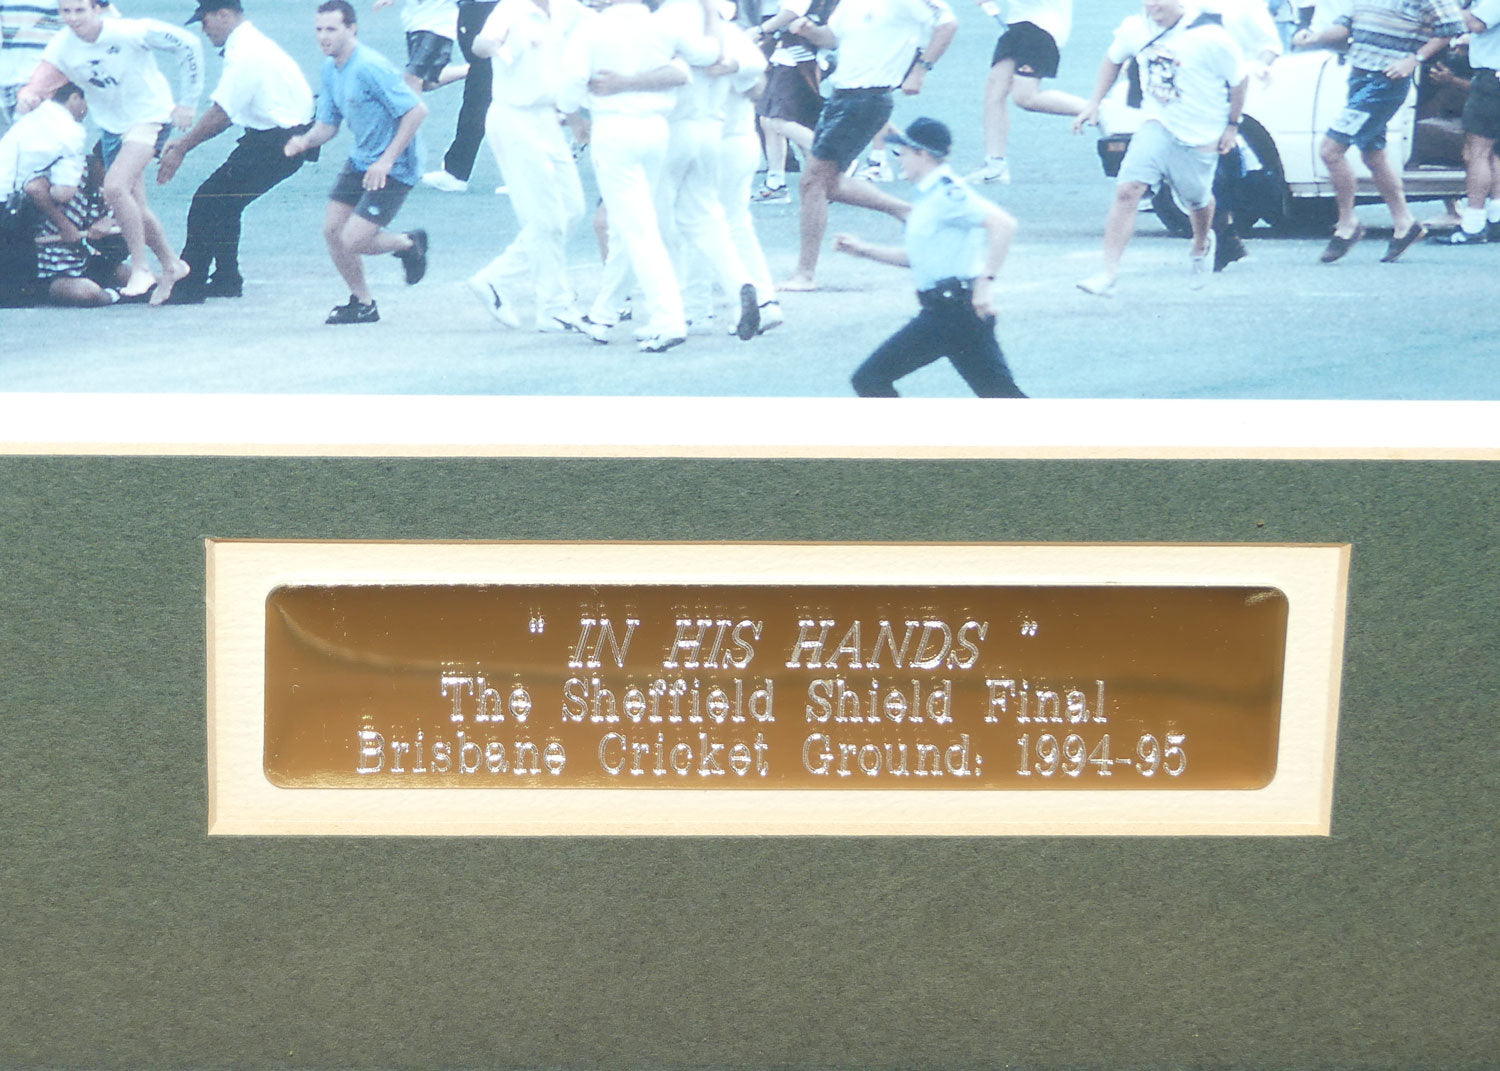 " IN HIS HANDS "
The Sheffield Shield Final
Brisbane Cricket Ground: 1994-95